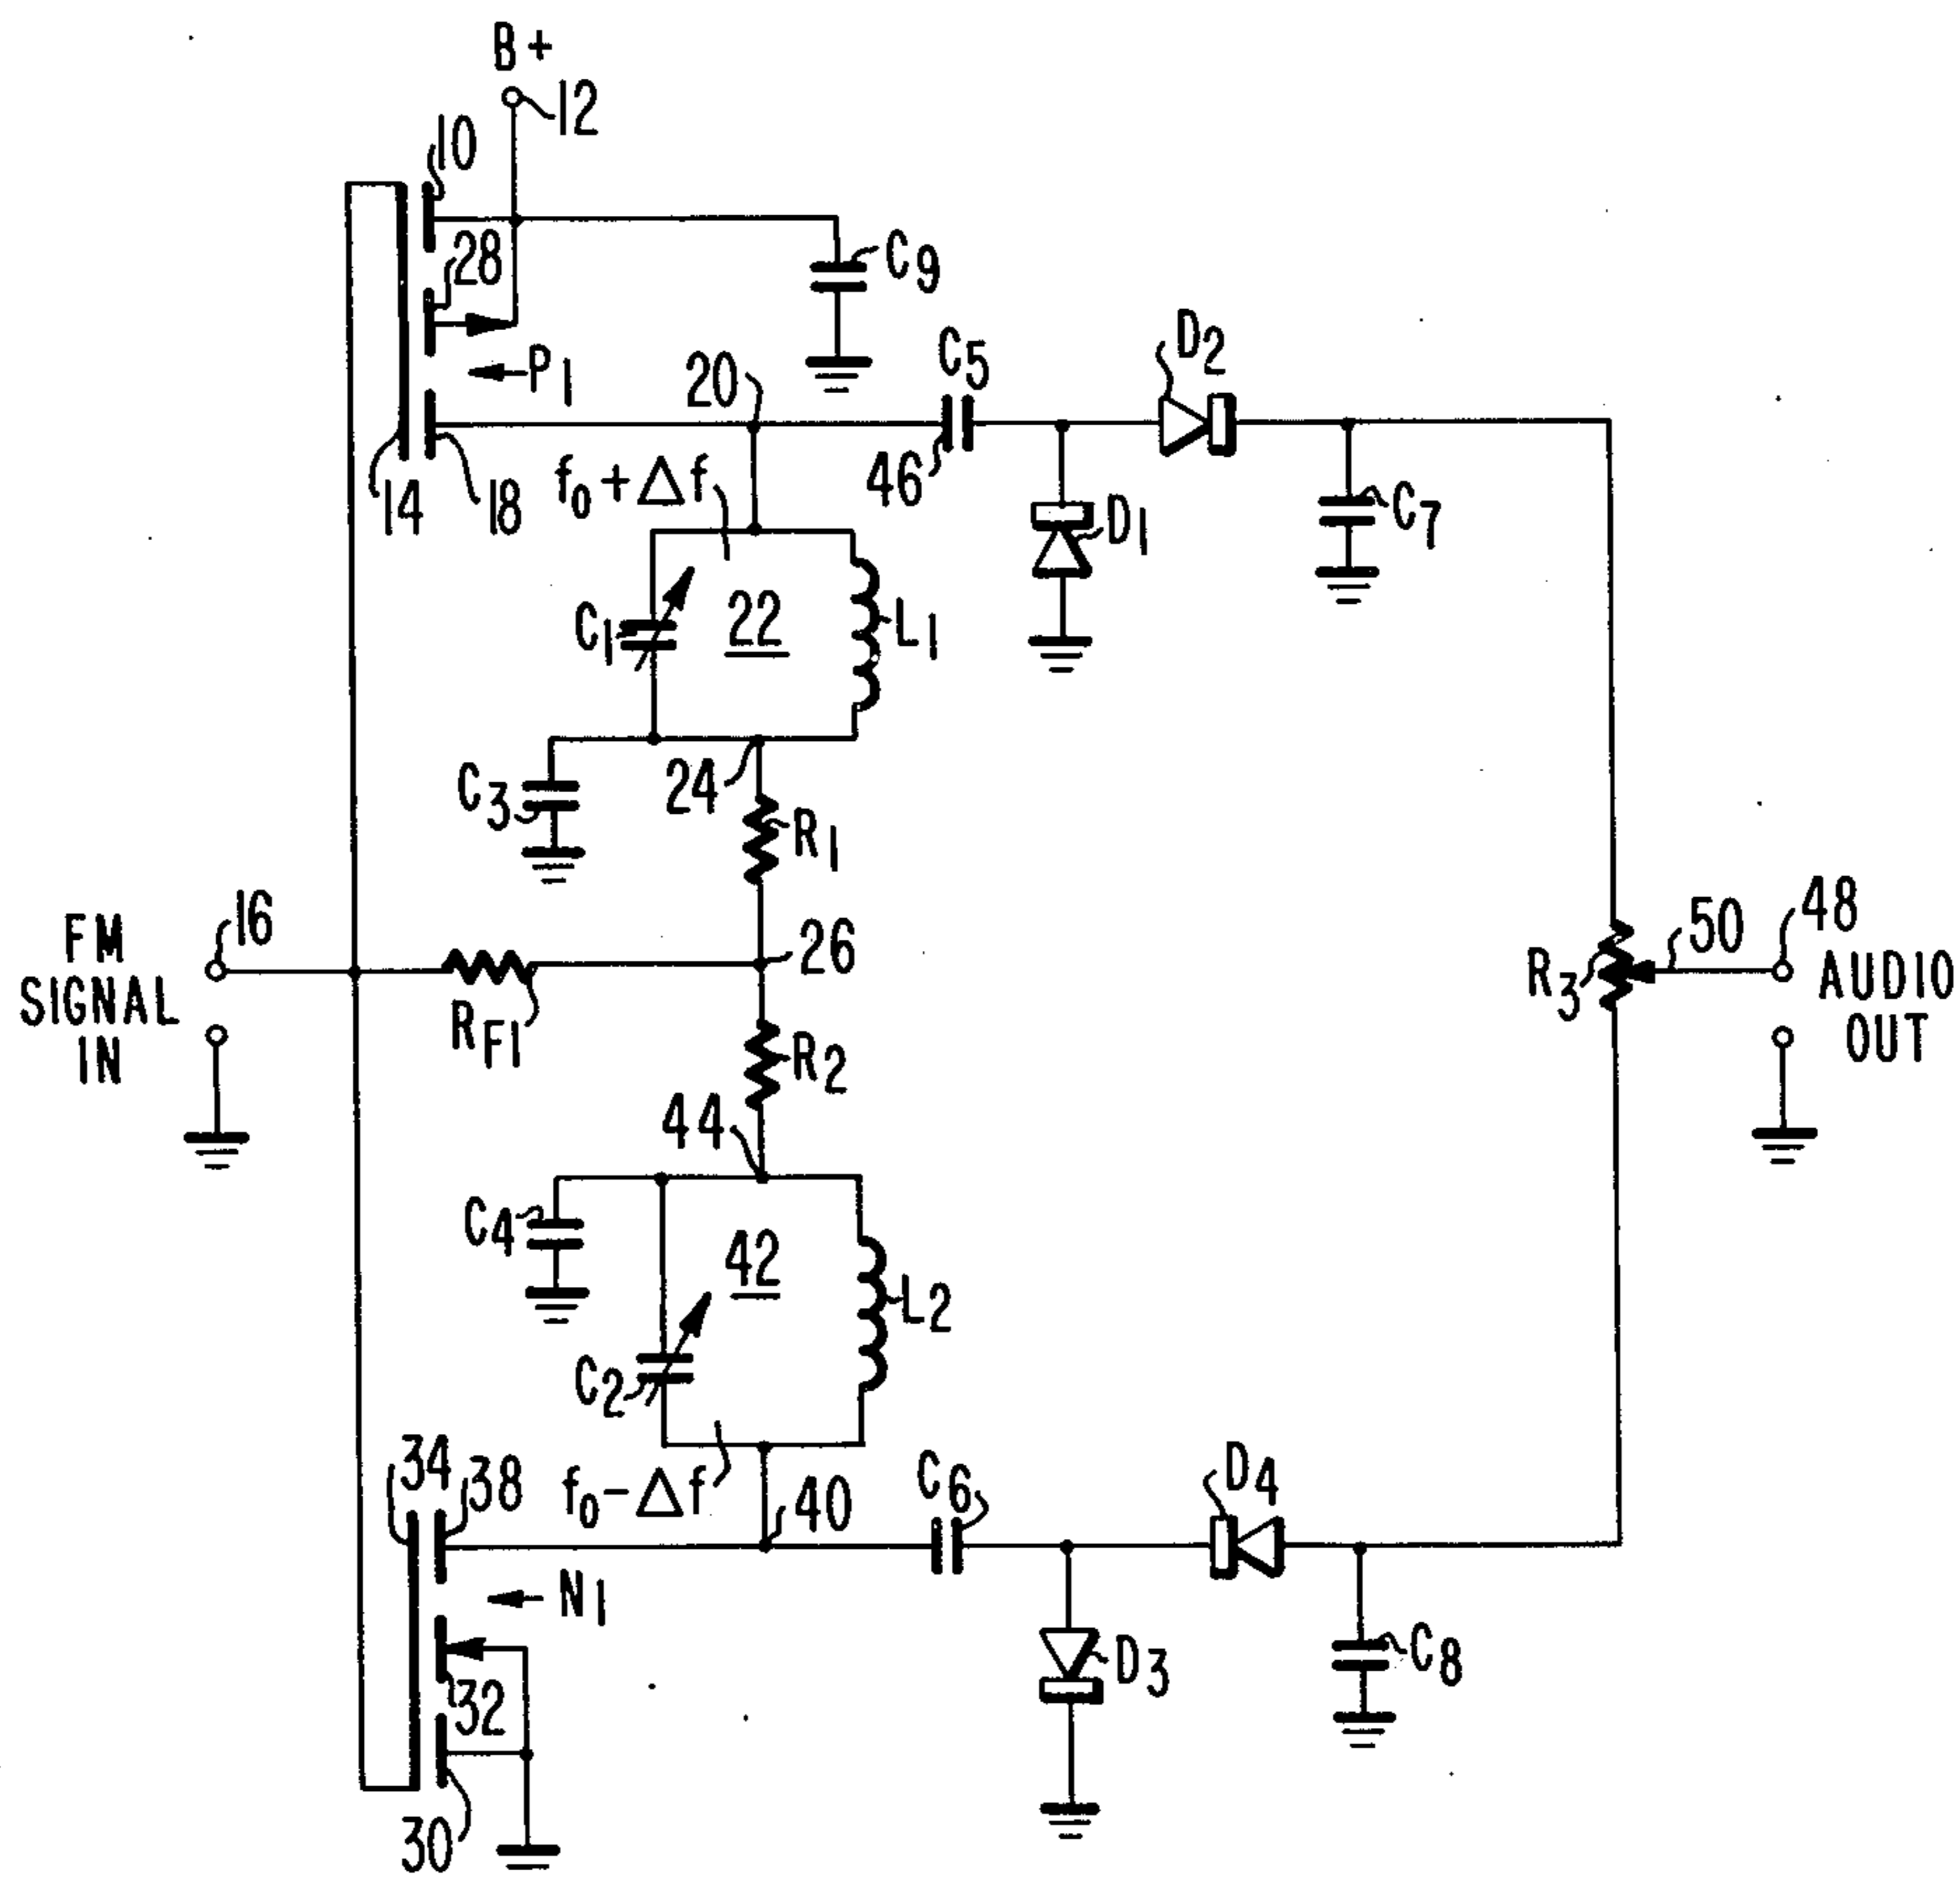 B+
12
10
28
C9
P1
20
C5
D2
14
18
f0+Δf
46
D1
C7
C1
22
L1
C3
24
R1
16
26
50
48
FM
SIGNAL
IN
RF1
R3
AUDIO
OUT
R2
44
C4
42
L2
C2
34
38
f0-Δf
40
C6
D4
N1
32
D3
C8
30